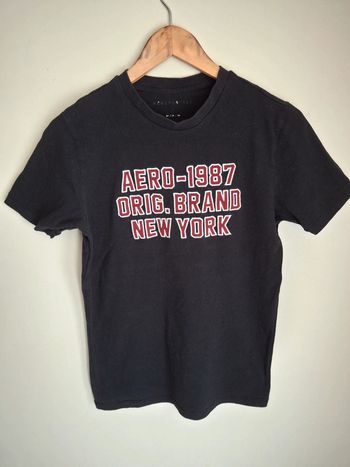 AERO-1987
ORIG. BRAND
NEW YORK